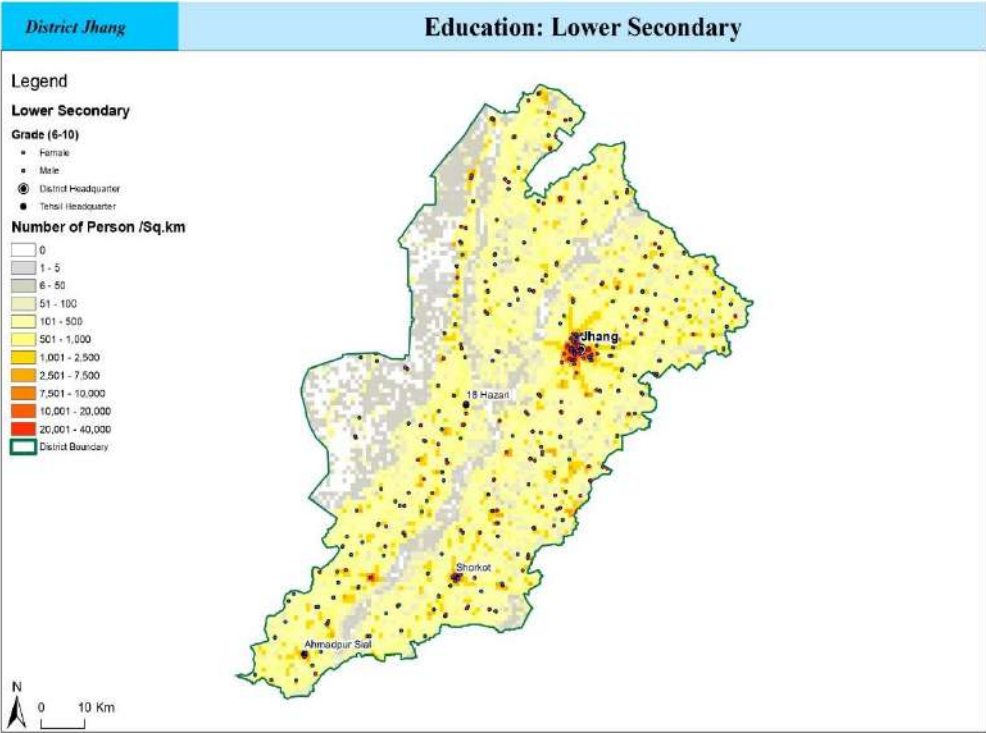 District Jhang
Education: Lower Secondary
Legend
Lower Secondary
Grade (6-10)
Female
Male
District Headquarter
Tehsil Headquarter
Number of Person /Sq.km
0
1 - 5
6 - 50
51 - 100
101 - 500
501 - 1,000
1,001 - 2,500
2,501 - 7,500
7,501 - 10,000
10,001 - 20,000
20,001 - 40,000
District Boundary
Jhang
18 Hazari
Shorkot
Ahmadpur Sial
N
0 10 Km